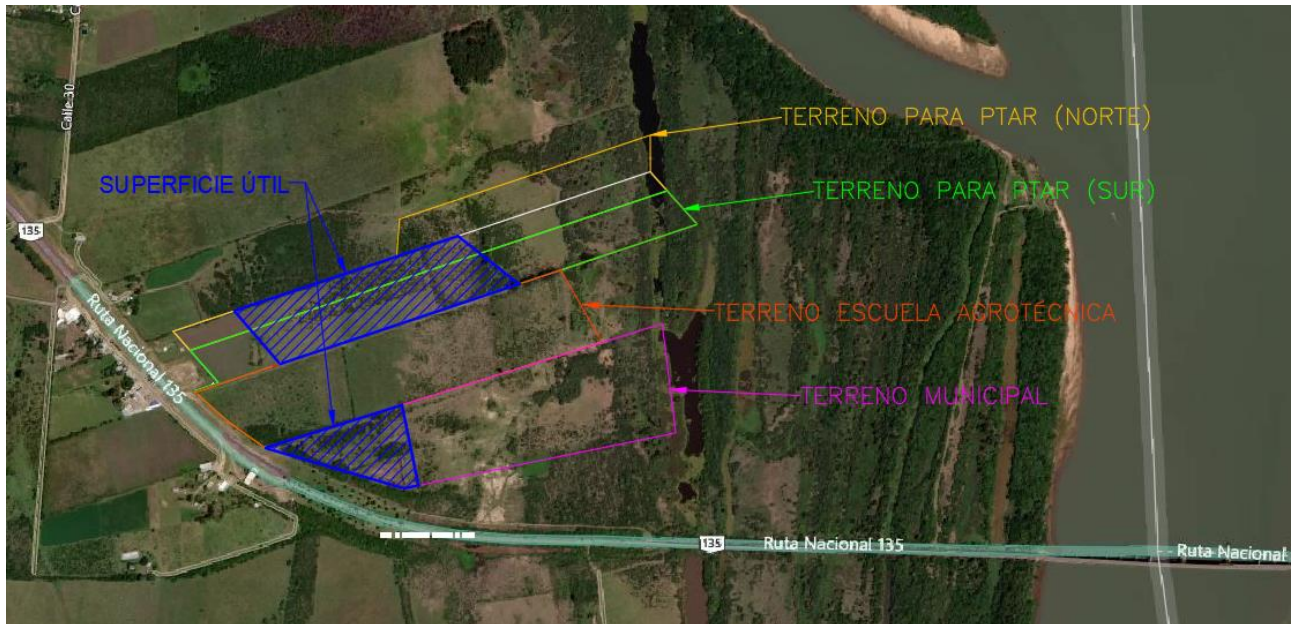 C
Calle 30
TERRENO PARA PTAR (NORTE)
SUPERFICIE ÚTIL
TERRENO PARA PTAR (SUR)
135
Ruta Nacional 135
TERRENO ESCUELA AGROTÉCNICA
TERRENO MUNICIPAL
135
Ruta Nacional 135
Ruta Nacional